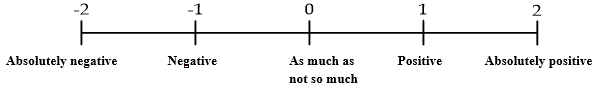 -2 -1 0 1 2
Absolutely negative Negative As much as Positive Absolutely positive
not so much